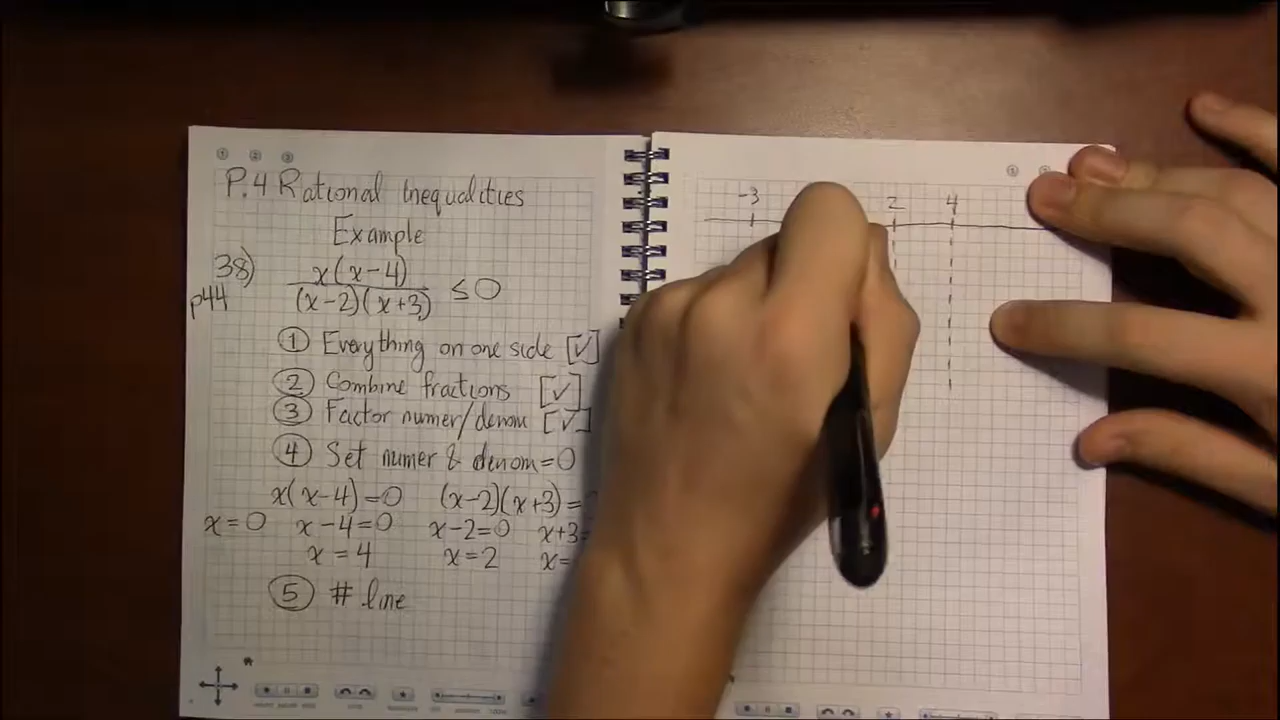 P.4 Rational Inequalities
Example
38) x(x-4)
p44 (x-2)(x+3) ≤ 0
① Everything on one side [✓]
② Combine fractions [✓]
③ Factor numer/denom [✓]
④ Set numer & denom=0
x(x-4)=0 (x-2)(x+3)=
x=0 x-4=0 x-2=0 x+3=
x=4 x=2 x=
⑤ # line
-3 2 4